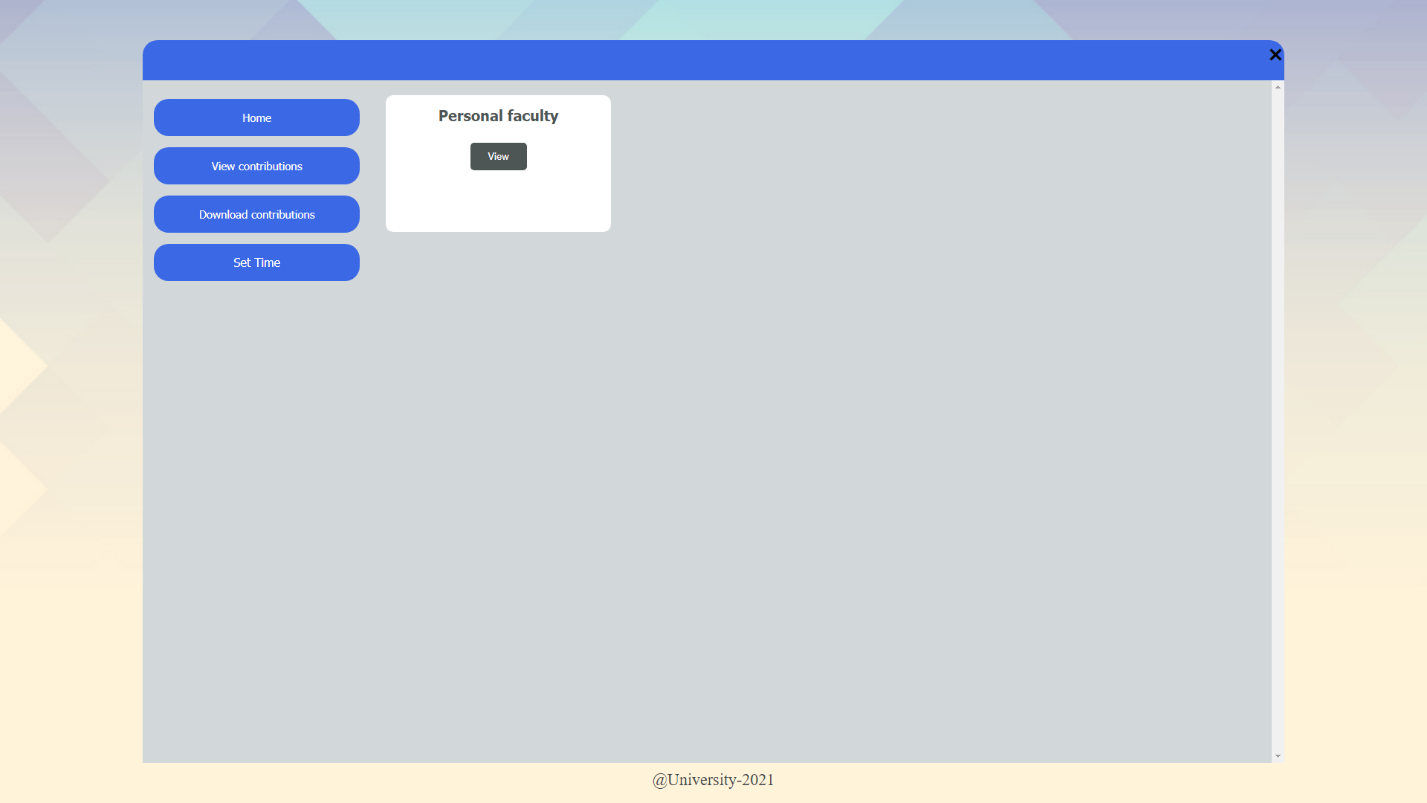 Home
View contributions
Download contributions
Set Time
Personal faculty
View
@University-2021